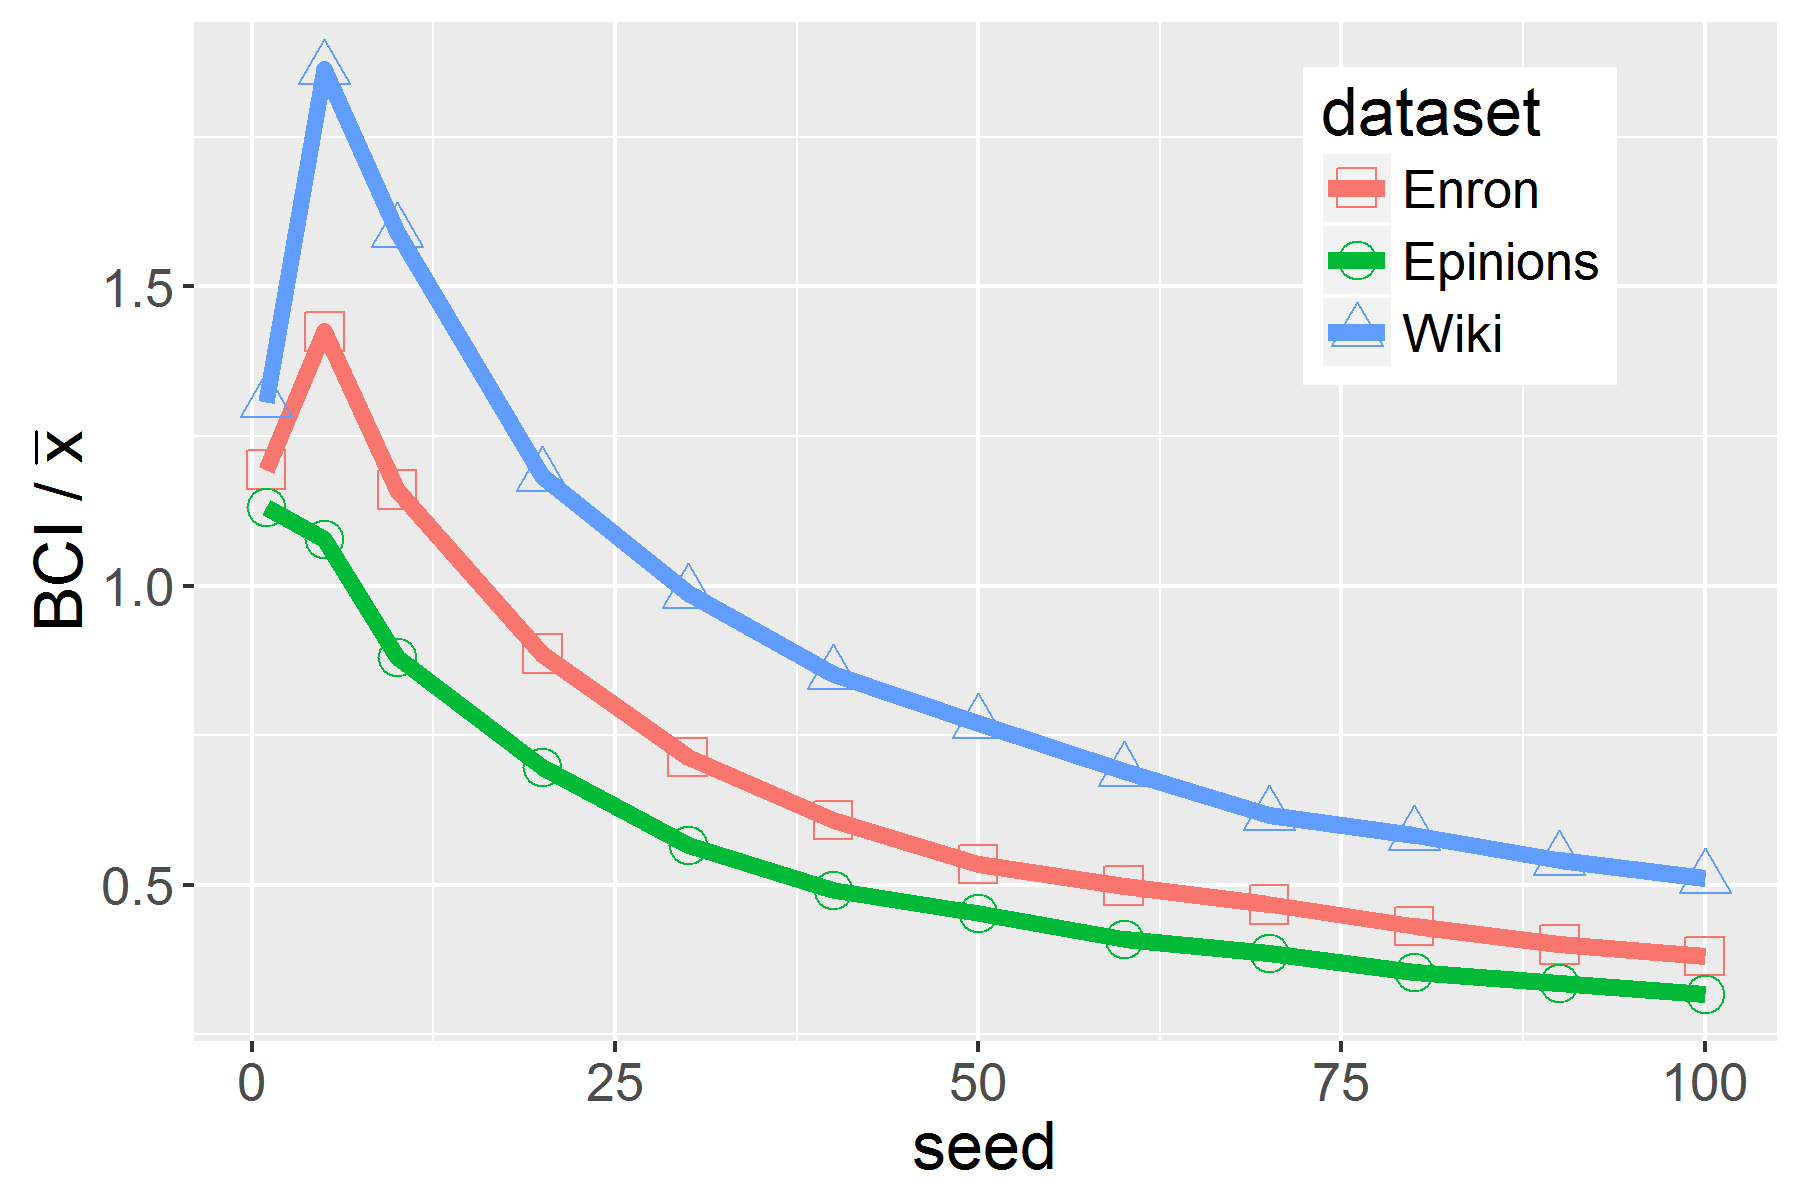 BCI / x̅
1.5
1.0
0.5
0
25
50
75
100
seed
dataset
Enron
Epinions
Wiki